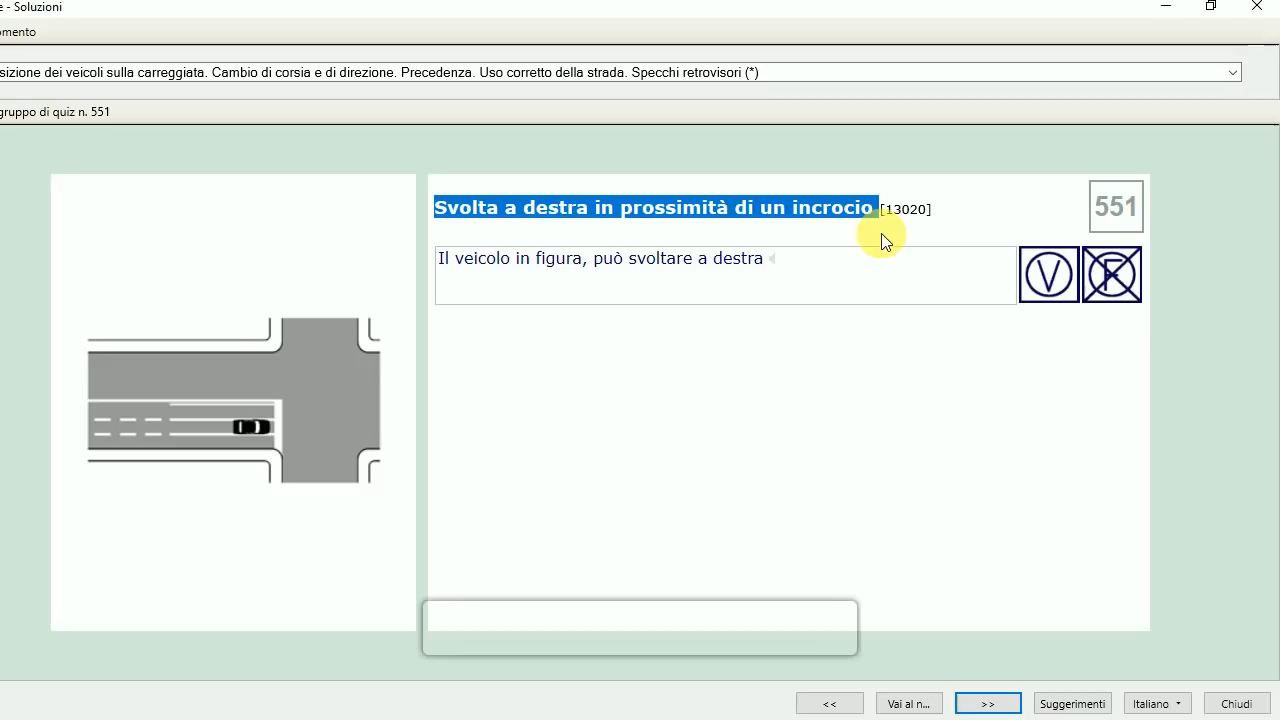 e - Soluzioni
omento
sizione dei veicoli sulla carreggiata. Cambio di corsia e di direzione. Precedenza. Uso corretto della strada. Specchi retrovisori (*)
gruppo di quiz n. 551
Svolta a destra in prossimità di un incrocio [13020]
551
Il veicolo in figura, può svoltare a destra
V F
<< Vai al n... >> Suggerimenti Italiano Chiudi